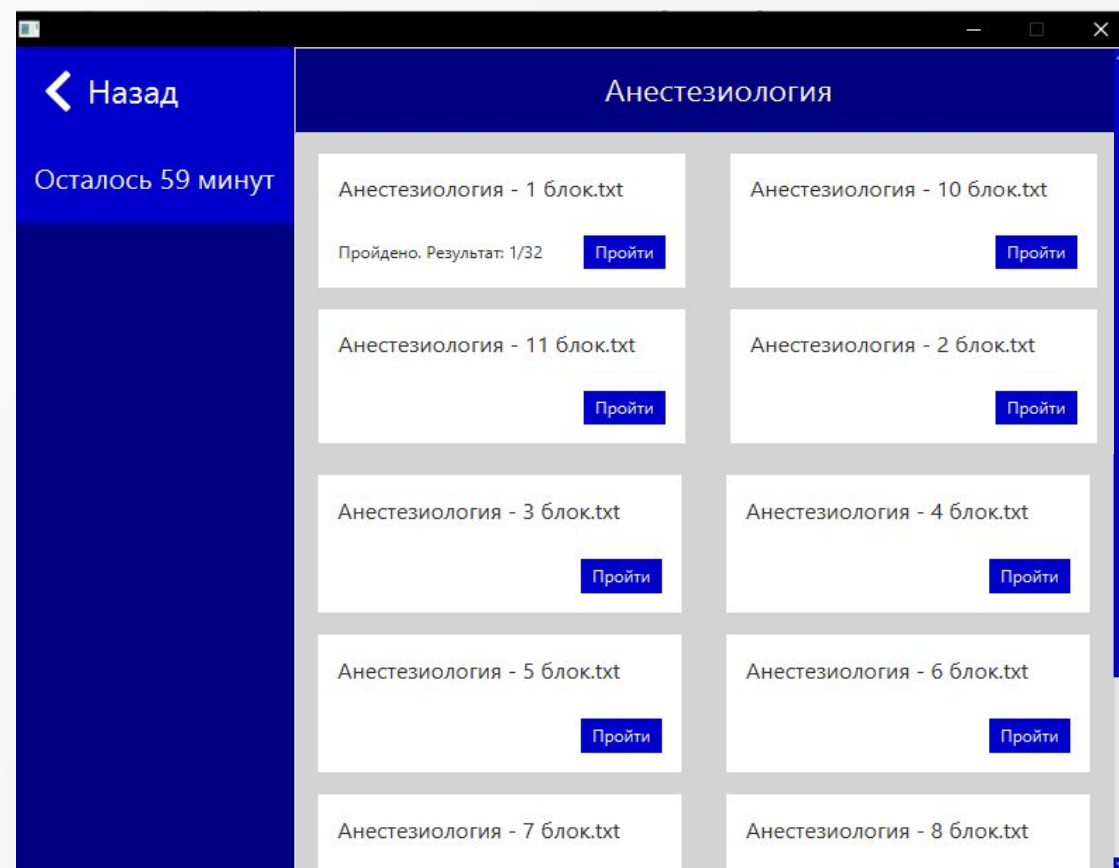 Назад
Осталось 59 минут
Анестезиология
Анестезиология - 1 блок.txt
Пройдено. Результат: 1/32
Пройти
Анестезиология - 10 блок.txt
Пройти
Анестезиология - 11 блок.txt
Пройти
Анестезиология - 2 блок.txt
Пройти
Анестезиология - 3 блок.txt
Пройти
Анестезиология - 4 блок.txt
Пройти
Анестезиология - 5 блок.txt
Пройти
Анестезиология - 6 блок.txt
Пройти
Анестезиология - 7 блок.txt
Анестезиология - 8 блок.txt